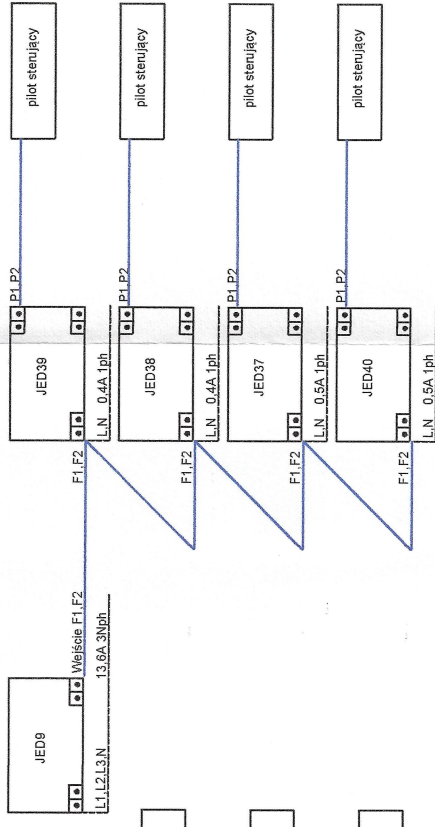 pilot sterujący
pilot sterujący
pilot sterujący
pilot sterujący
P1,P2
P1,P2
P1,P2
P1,P2
JED39
JED38
JED37
JED40
L,N 0,4A 1ph
L,N 0,4A 1ph
L,N 0,5A 1ph
L,N 0,5A 1ph
F1,F2
F1,F2
F1,F2
F1,F2
Wejście F1,F2
13,6A 3Nph
JED9
L1,L2,L3,N